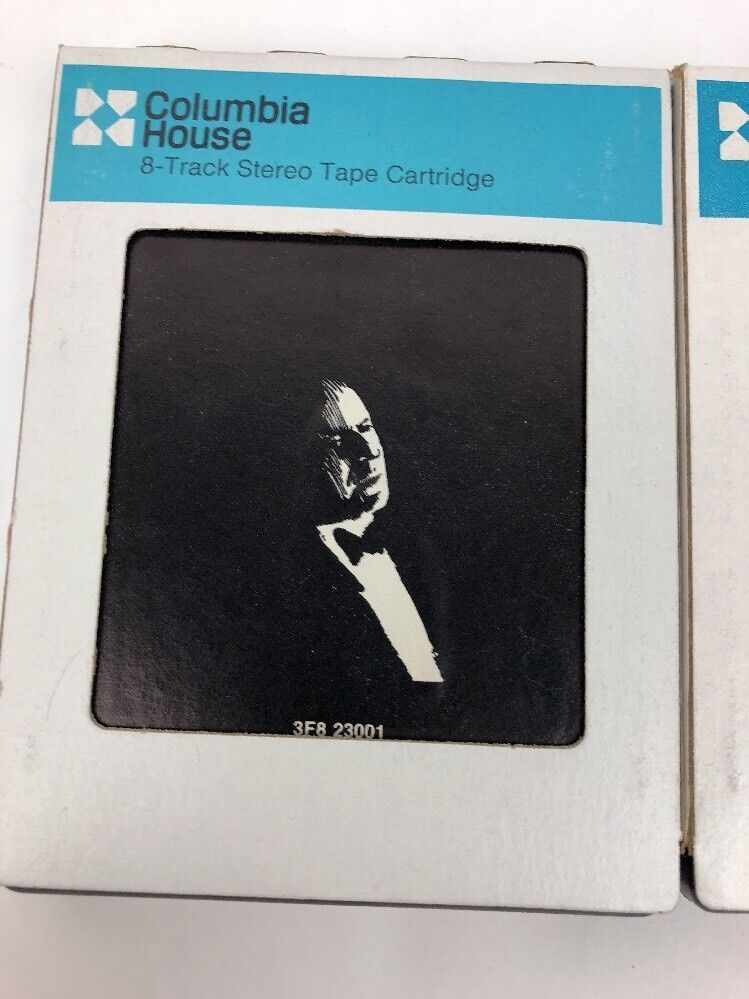 Columbia
House
8-Track Stereo Tape Cartridge
3F8 23001